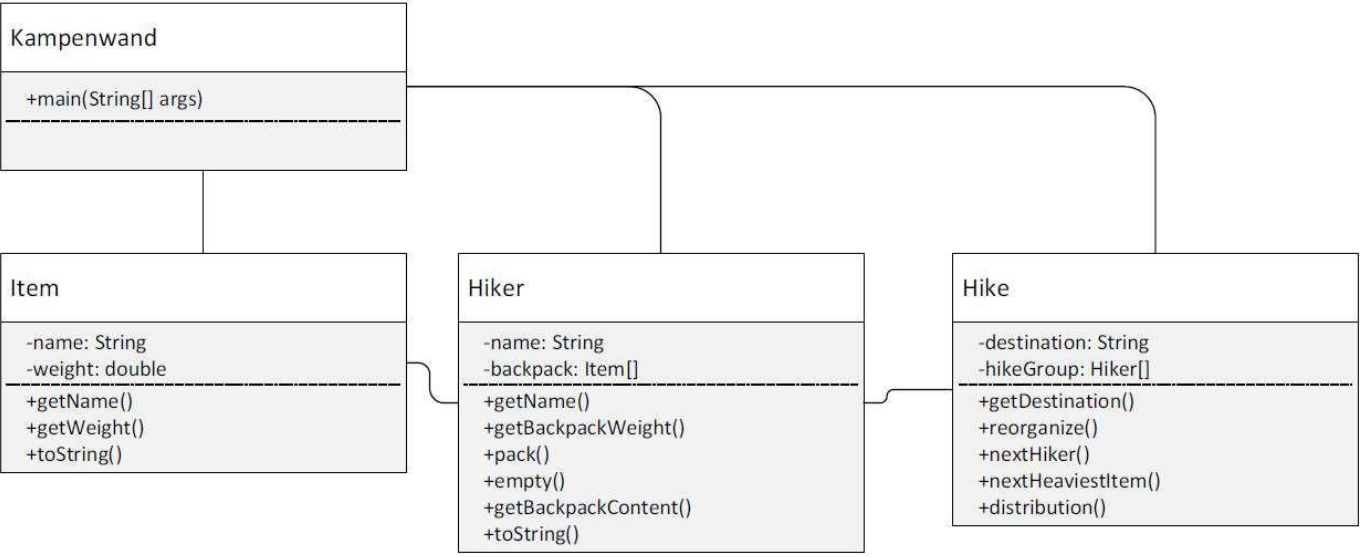 Kampenwand
+main(String[] args)
Item
-name: String
-weight: double
+getName()
+getWeight()
+toString()
Hiker
-name: String
-backpack: Item[]
+getName()
+getBackpackWeight()
+pack()
+empty()
+getBackpackContent()
+toString()
Hike
-destination: String
-hikeGroup: Hiker[]
+getDestination()
+reorganize()
+nextHiker()
+nextHeaviestItem()
+distribution()